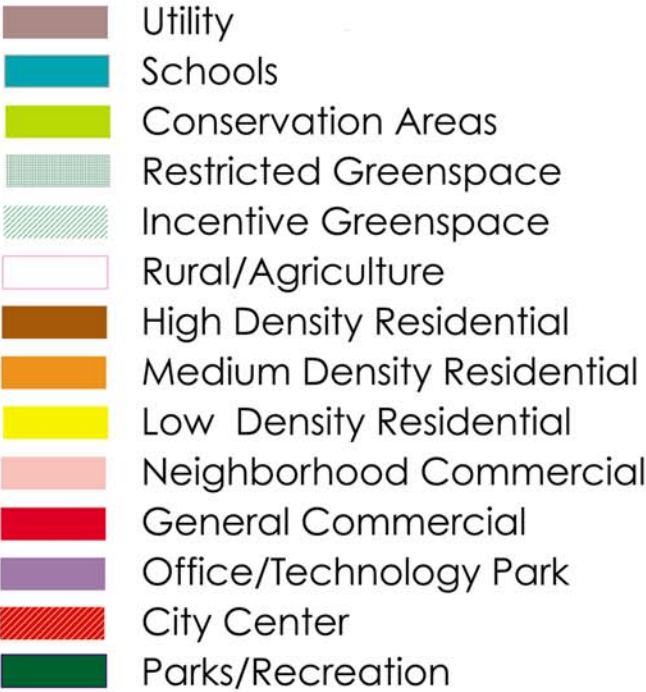 Utility
Schools
Conservation Areas
Restricted Greenspace
Incentive Greenspace
Rural/Agriculture
High Density Residential
Medium Density Residential
Low Density Residential
Neighborhood Commercial
General Commercial
Office/Technology Park
City Center
Parks/Recreation